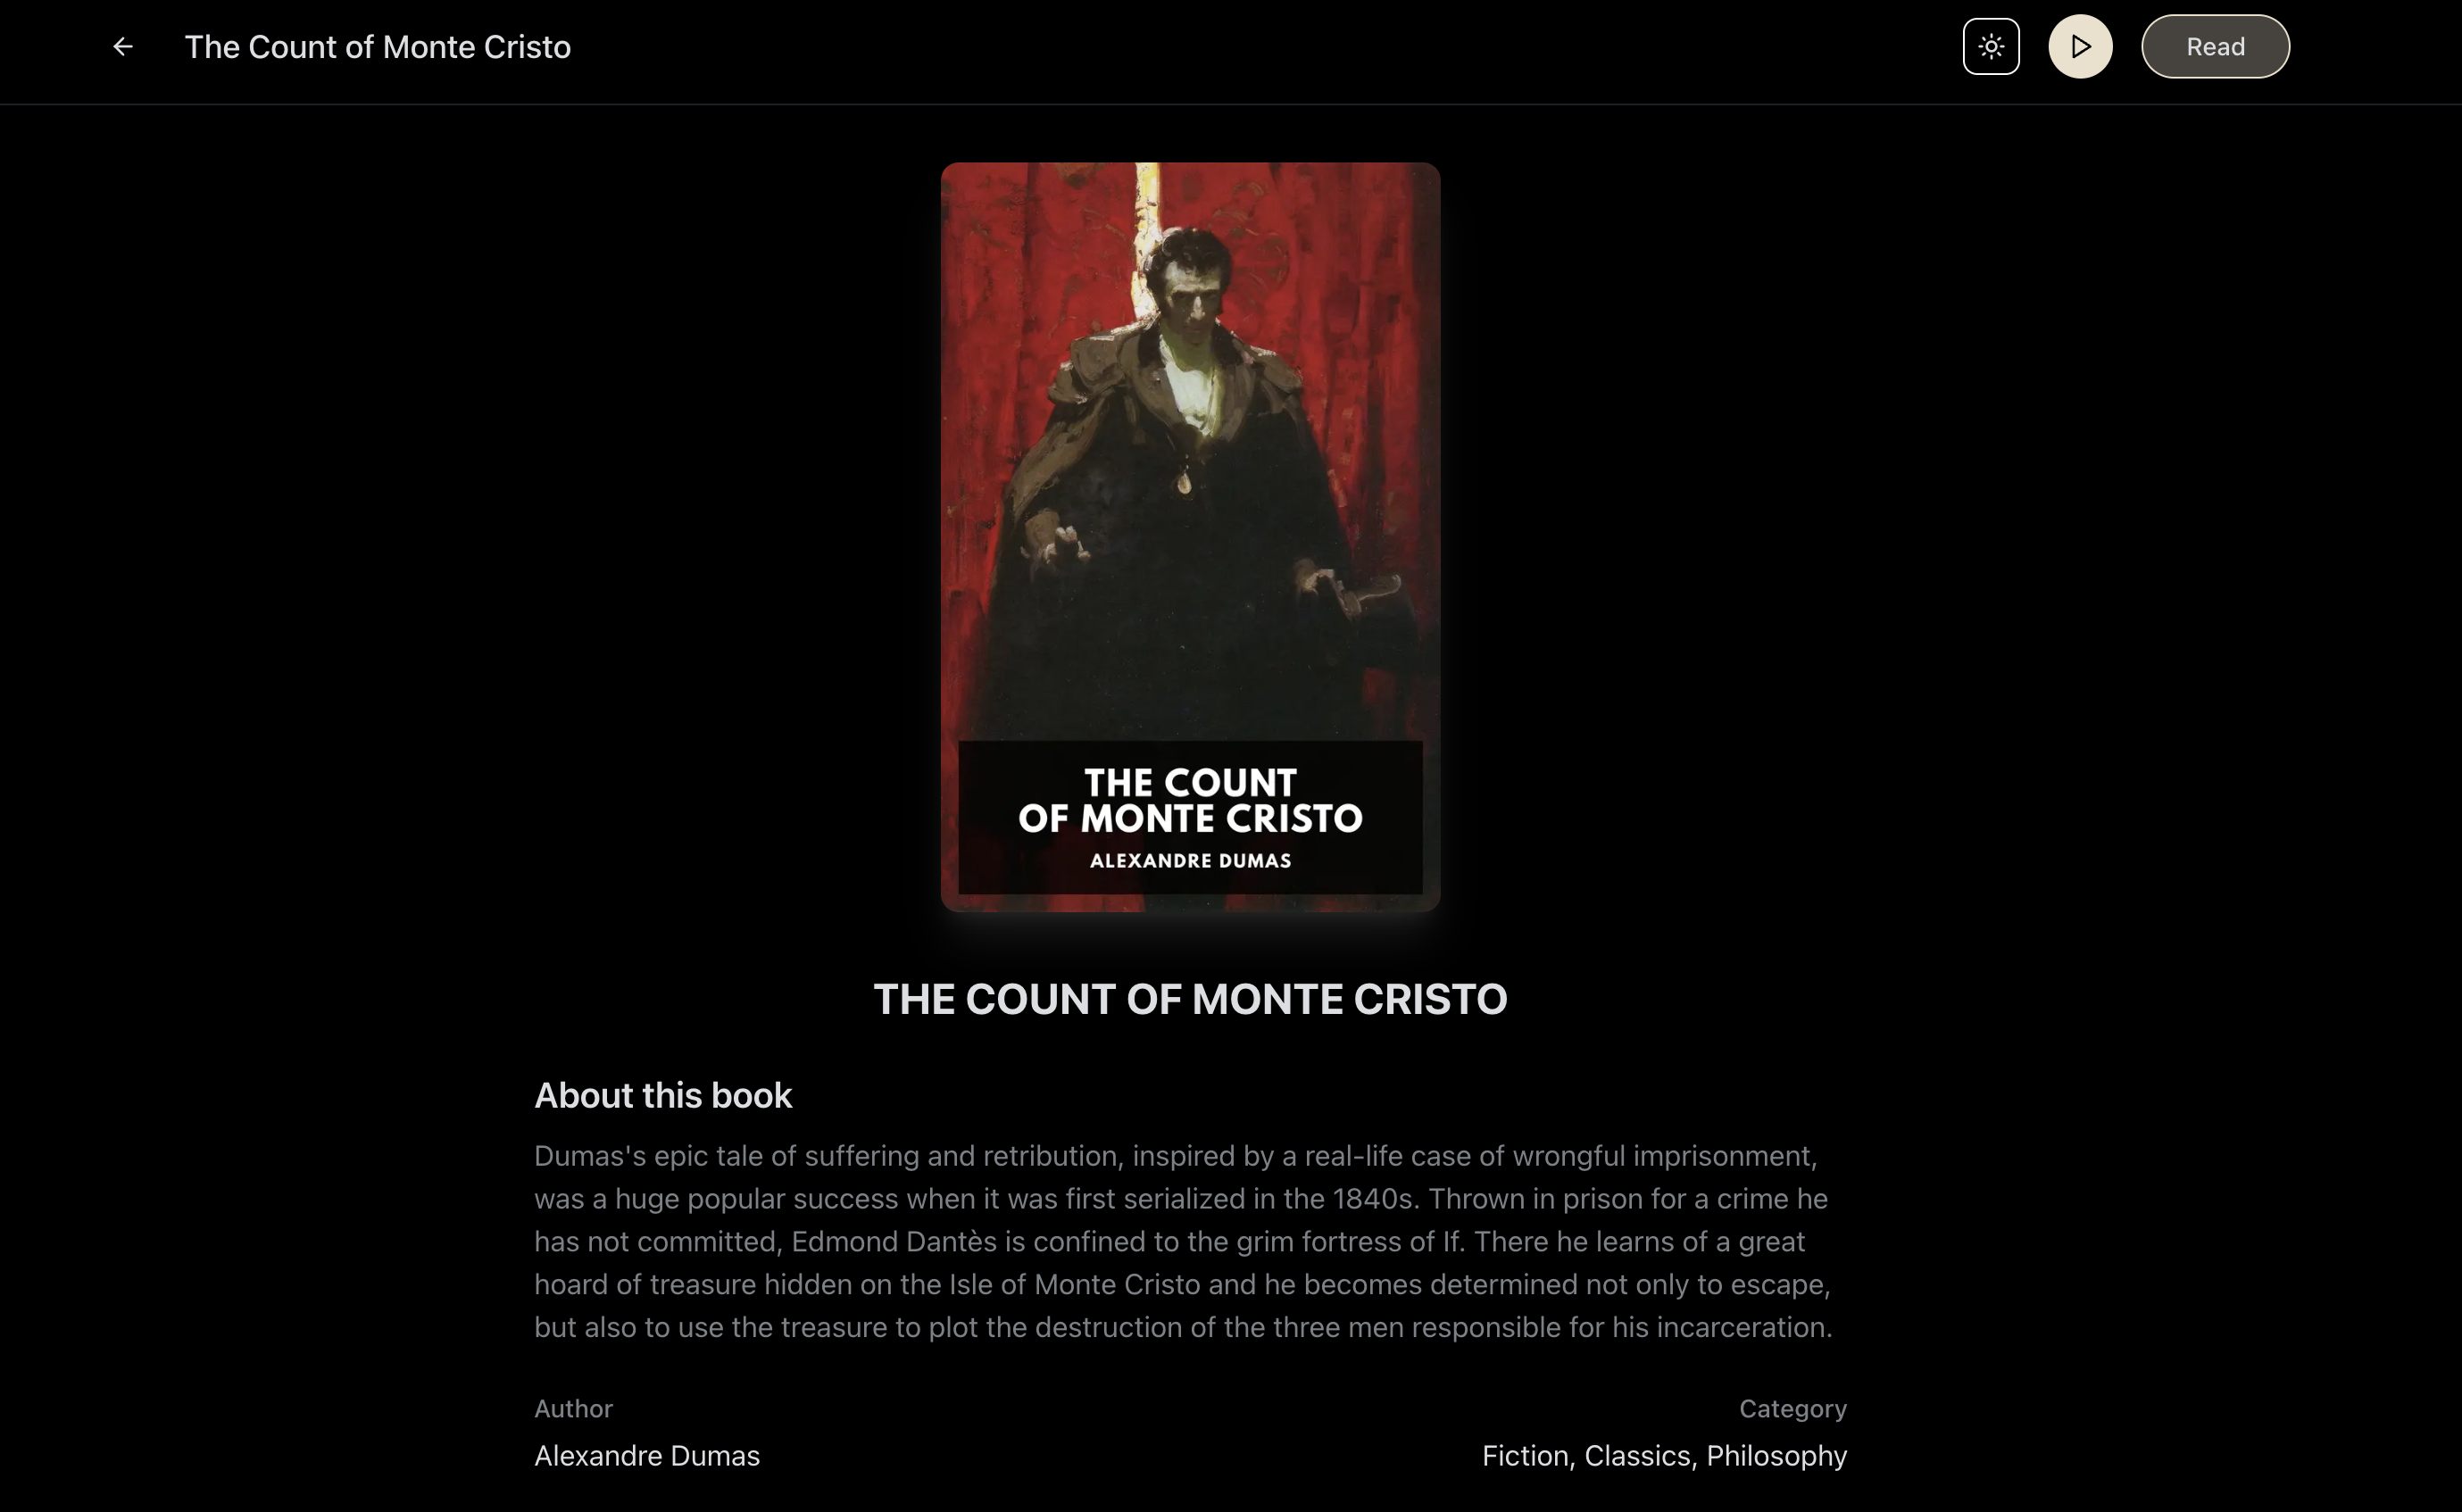 The Count of Monte Cristo
Read
THE COUNT
OF MONTE CRISTO
ALEXANDRE DUMAS
THE COUNT OF MONTE CRISTO
About this book
Dumas's epic tale of suffering and retribution, inspired by a real-life case of wrongful imprisonment,
was a huge popular success when it was first serialized in the 1840s. Thrown in prison for a crime he
has not committed, Edmond Dantès is confined to the grim fortress of If. There he learns of a great
hoard of treasure hidden on the Isle of Monte Cristo and he becomes determined not only to escape,
but also to use the treasure to plot the destruction of the three men responsible for his incarceration.
Author
Alexandre Dumas
Category
Fiction, Classics, Philosophy